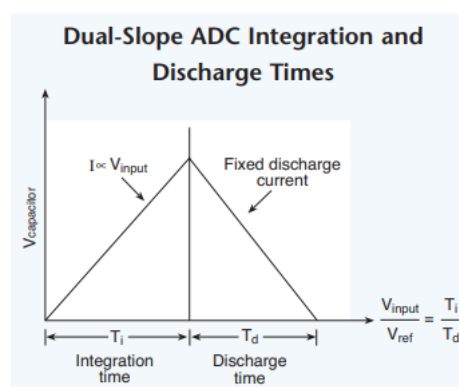 Dual-Slope ADC Integration and
Discharge Times
I∝ Vinput
Fixed discharge
current
Vcapacitor
Vinput / Vref = Ti / Td
Ti
Td
Integration
time
Discharge
time